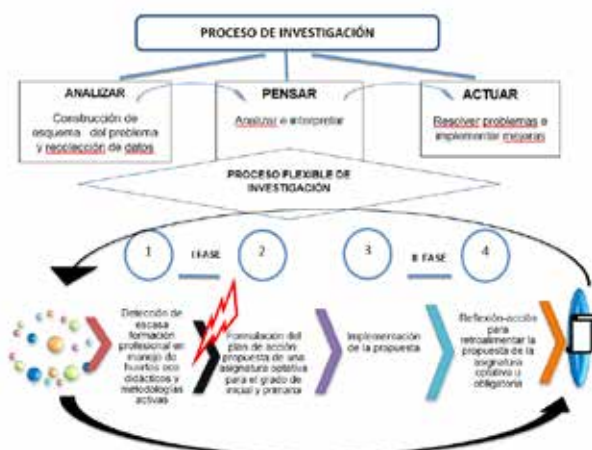 PROCESO DE INVESTIGACIÓN
ANALIZAR
Construcción de
esquema del problema
y recolección de datos
PENSAR
Analizar e interpretar
ACTUAR
Resolver problemas e
implementar mejoras
PROCESO FLEXIBLE DE
INVESTIGACIÓN
1
I FASE
2
3
II FASE
4
Detección de
escasa
formación
profesional en
manejo de
huertos eco
didácticos y
metodologías
activas
Formulación del
plan de acción:
propuesta de una
asignatura optativa
para el grado de
inicial y primaria
Implementación
de la propuesta
Reflexión-acción
para
retroalimentar la
propuesta de la
asignatura
optativa u
obligatoria